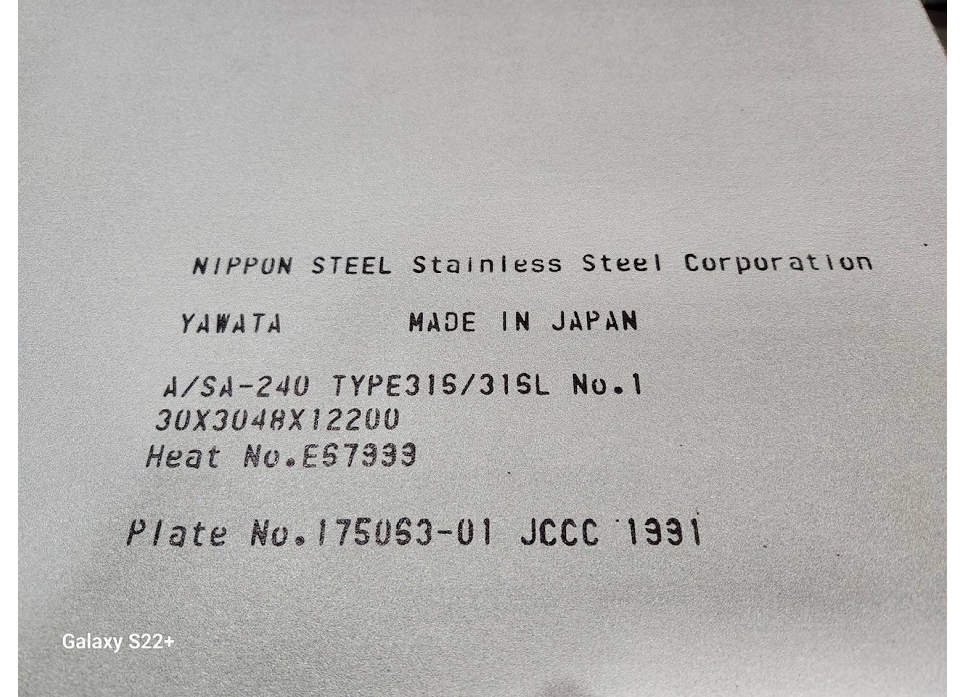 NIPPON STEEL Stainless Steel Corporation
YAWATA MADE IN JAPAN
A/SA-240 TYPE316/316L No.1
30X3048X12200
Heat No.E67999
Plate No.175063-01 JCCC 1991
Galaxy S22+